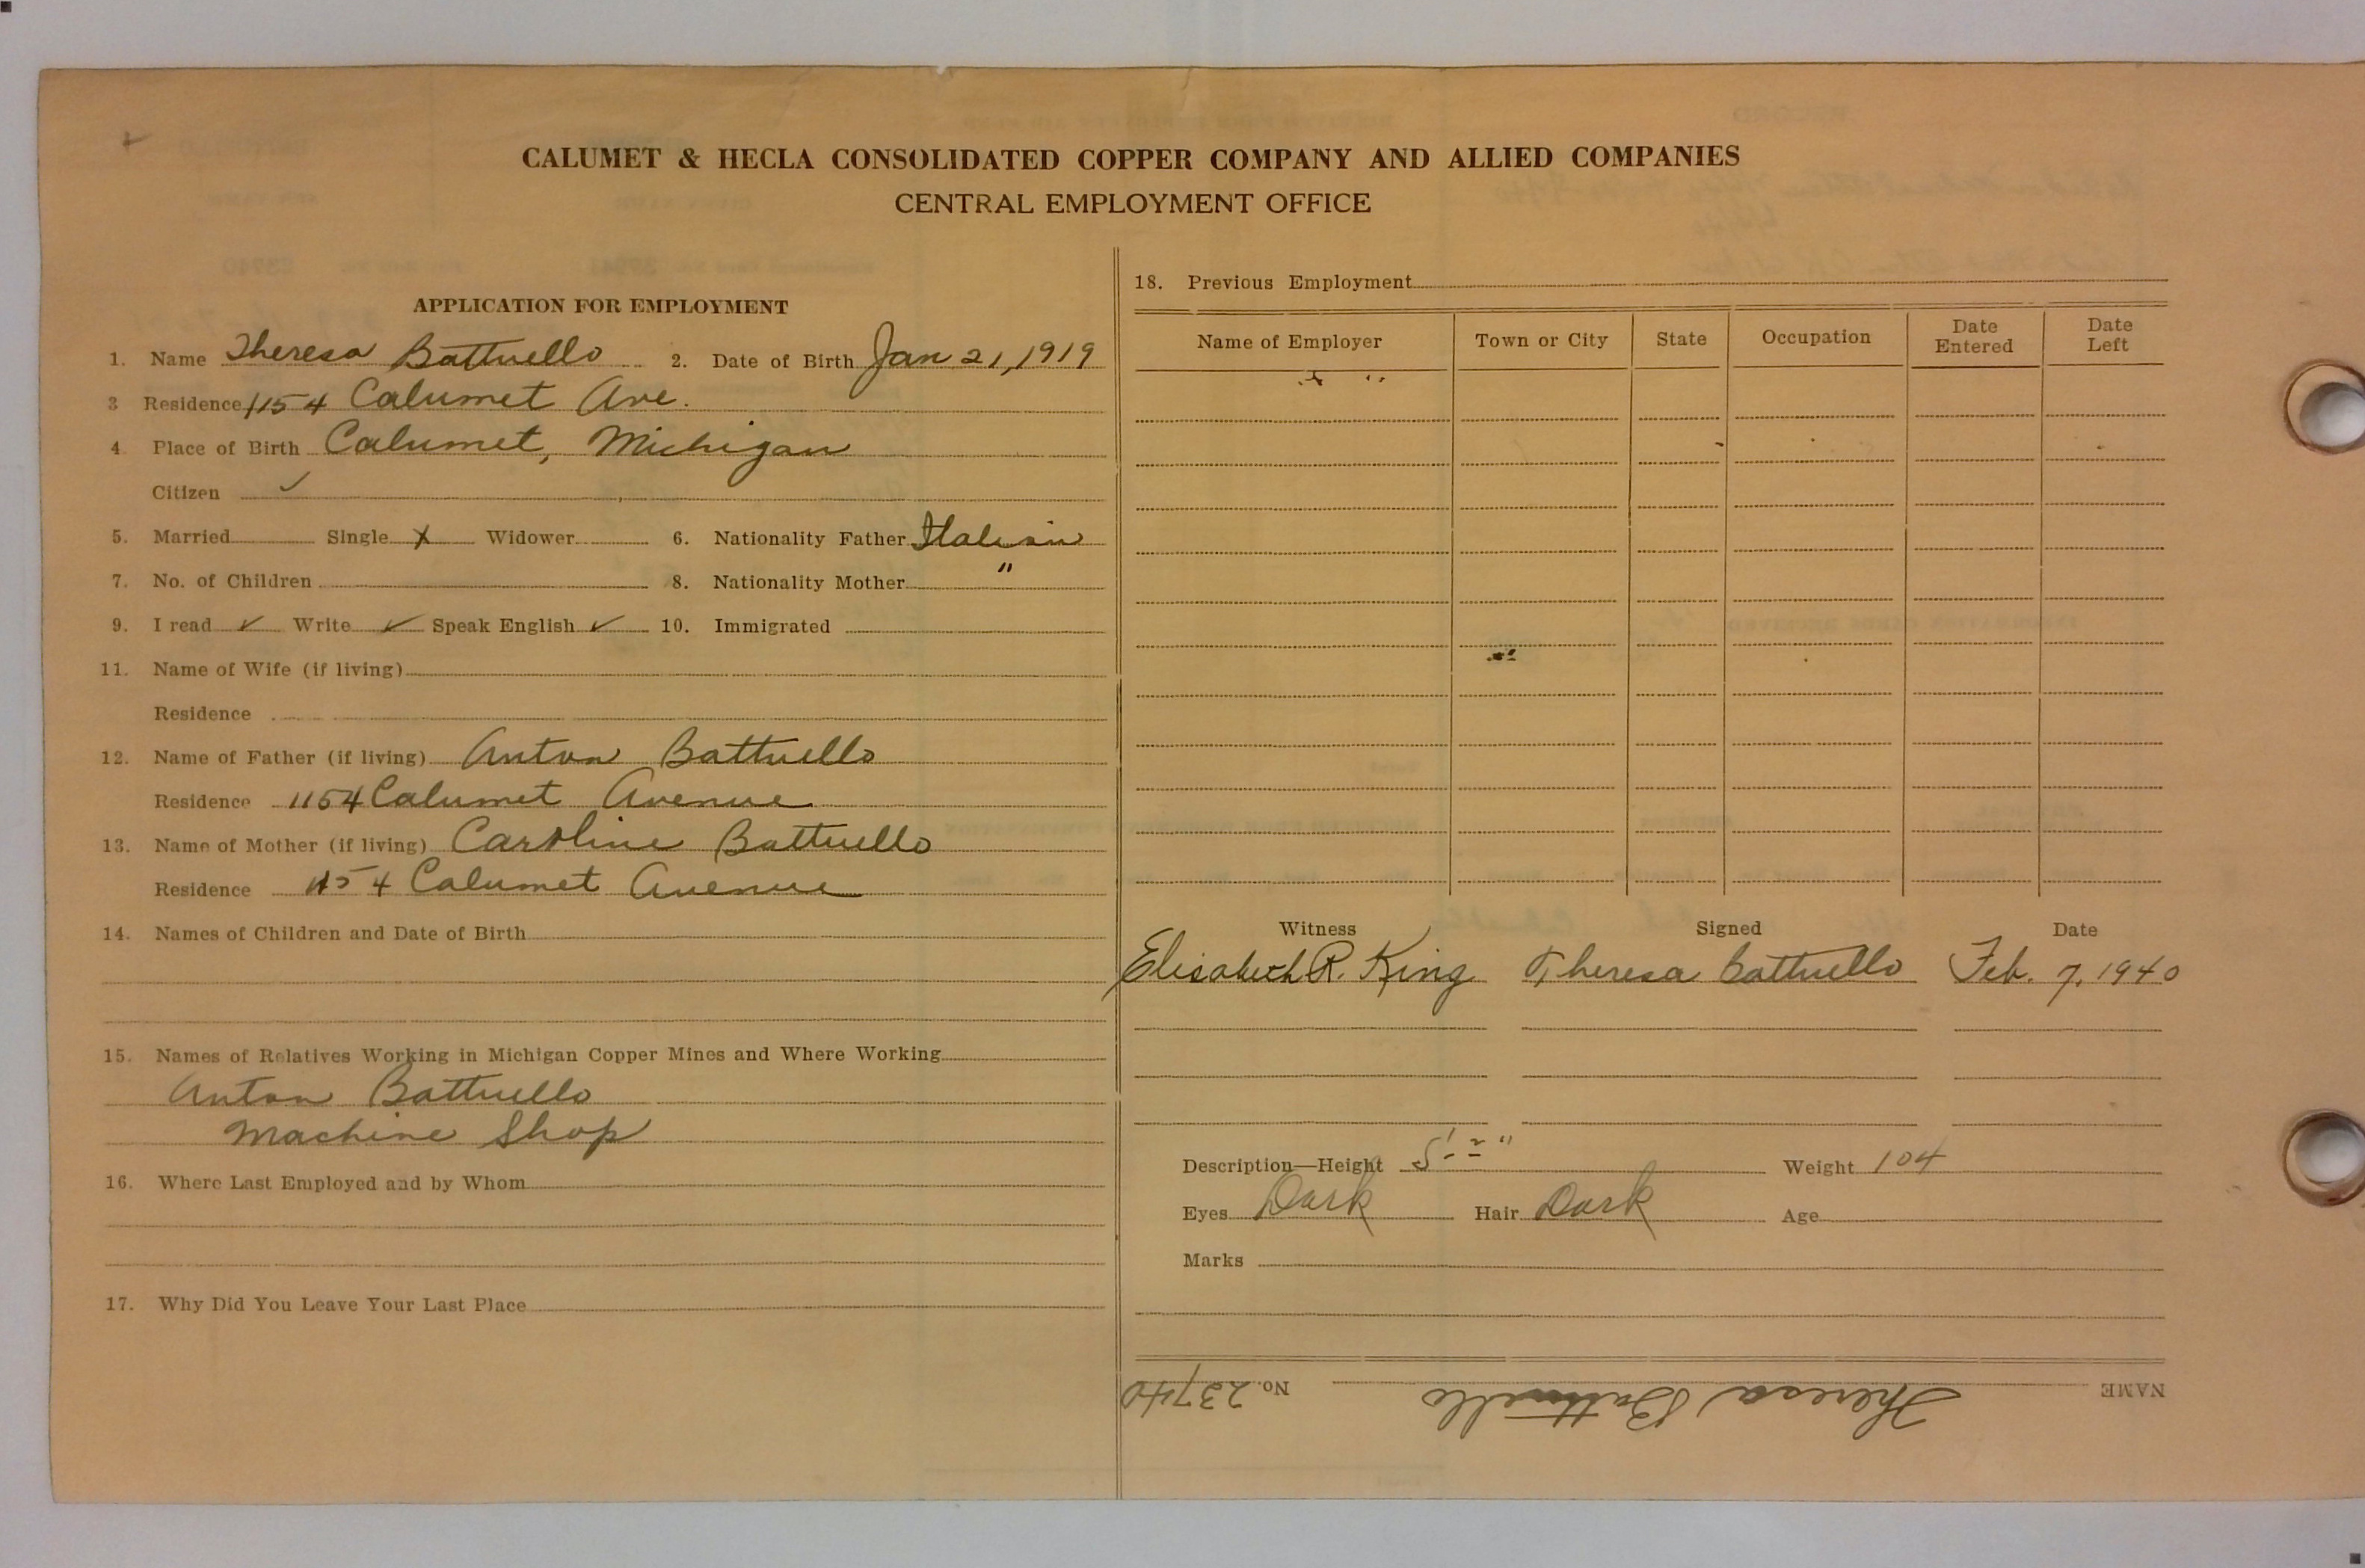 CALUMET & HECLA CONSOLIDATED COPPER COMPANY AND ALLIED COMPANIES
CENTRAL EMPLOYMENT OFFICE
APPLICATION FOR EMPLOYMENT
1. Name Theresa Battuello 2. Date of Birth Jan 21, 1919
3 Residence 1154 Calumet Ave.
4. Place of Birth Calumet, Michigan
Citizen ✓
5. Married Single X Widower 6. Nationality Father Italian
7. No. of Children 8. Nationality Mother "
9. I read ✓ Write ✓ Speak English ✓ 10. Immigrated
11. Name of Wife (if living)
Residence
12. Name of Father (if living) Anton Battuello
Residence 1154 Calumet Avenue
13. Name of Mother (if living) Caroline Battuello
Residence 1154 Calumet Avenue
14. Names of Children and Date of Birth
15. Names of Relatives Working in Michigan Copper Mines and Where Working
Anton Battuello
Machine Shop
16. Where Last Employed and by Whom
17. Why Did You Leave Your Last Place
18. Previous Employment
Name of Employer Town or City State Occupation Date Entered Date Left
Witness Signed Date
Elisabeth R. King Theresa Battuello Feb. 7, 1940
Description—Height 5' 2" Weight 104
Eyes Dark Hair Dark Age
Marks
NAME Theresa Battuello No. 23740